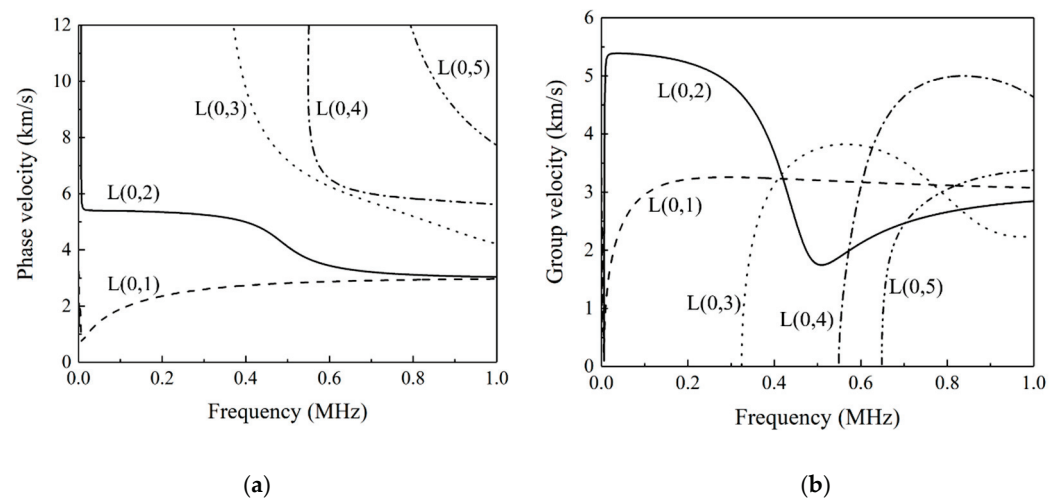 12
10
8
6
4
2
0
0.0 0.2 0.4 0.6 0.8 1.0
Phase velocity (km/s)
Frequency (MHz)
L(0,5)
L(0,3)
L(0,4)
L(0,2)
L(0,1)
(a)
6
5
4
3
2
1
0
0.0 0.2 0.4 0.6 0.8 1.0
Group velocity (km/s)
Frequency (MHz)
L(0,2)
L(0,1)
L(0,3)
L(0,4)
L(0,5)
(b)